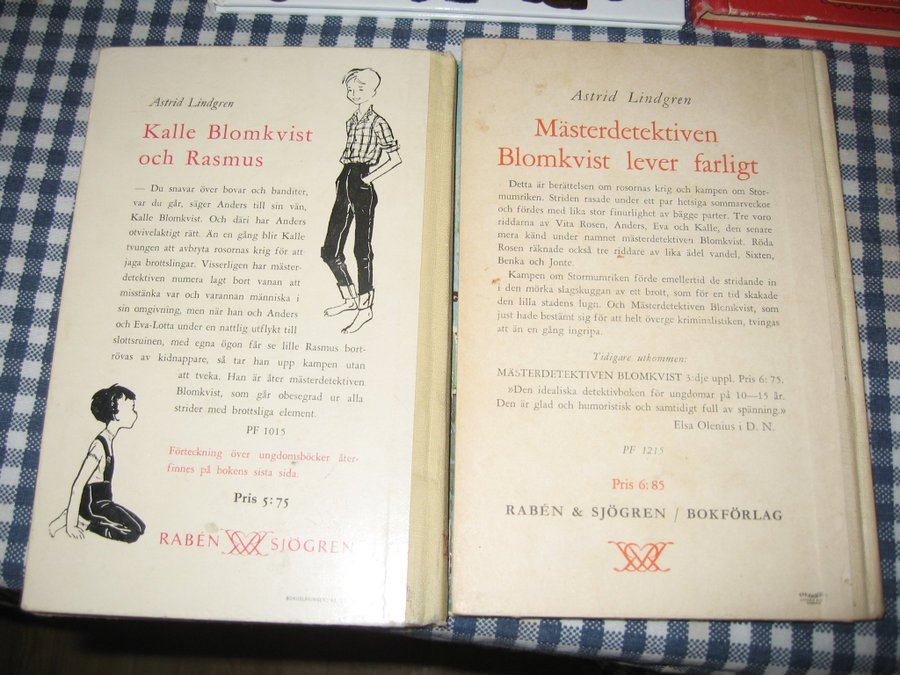 Astrid Lindgren
Kalle Blomkvist
och Rasmus
— Du snavar över bovar och banditer,
var du går, säger Anders till sin vän,
Kalle Blomkvist. Och däri har Anders
otvivelaktigt rätt. Än en gång blir Kalle
tvungen att avbryta rosornas krig för att
jaga brottslingar. Visserligen har mäster-
detektiven numera lagt bort vanan att
misstänka var och varannan människa i
sin omgivning, men när han och Anders
och Eva-Lotta under en nattlig utflykt till
slottsruinen, med egna ögon får se lille Rasmus bort-
rövas av kidnappare, så tar han upp kampen utan
att tveka. Han är åter mästerdetektiven
Blomkvist, som går obesegrad ur alla
strider med brottsliga element.
PF 1015
Förteckning över ungdomsböcker åter-
finnes på bokens sista sida.
Pris 5:75
RABÉN SJÖGREN
Astrid Lindgren
Mästerdetektiven
Blomkvist lever farligt
Detta är berättelsen om rosornas krig och kampen om Stor-
mumriken. Striden rasade under ett par hetsiga sommarveckor
och fördes med lika stor finurlighet av bägge parter. Tre voro
riddarna av Vita Rosen, Anders, Eva och Kalle, den senare
mera känd under namnet mästerdetektiven Blomkvist. Röda
Rosen räknade också tre riddare av lika ädel vandel, Sixten,
Benka och Jonte.
Kampen om Stormumriken förde emellertid de stridande in
i den mörka slagskuggan av ett brott, som för en tid skakade
den lilla stadens lugn. Och Mästerdetektiven Blomkvist, som
just hade bestämt sig för att helt överge kriminalistiken, tvingas
att än en gång ingripa.
Tidigare utkommen:
MÄSTERDETEKTIVEN BLOMKVIST 3:dje uppl. Pris 6: 75.
»Den idealiska detektivboken för ungdomar på 10—15 år.
Den är glad och humoristisk och samtidigt full av spänning.»
Elsa Olenius i D. N.
PF 1215
Pris 6: 85
RABÉN & SJÖGREN / BOKFÖRLAG